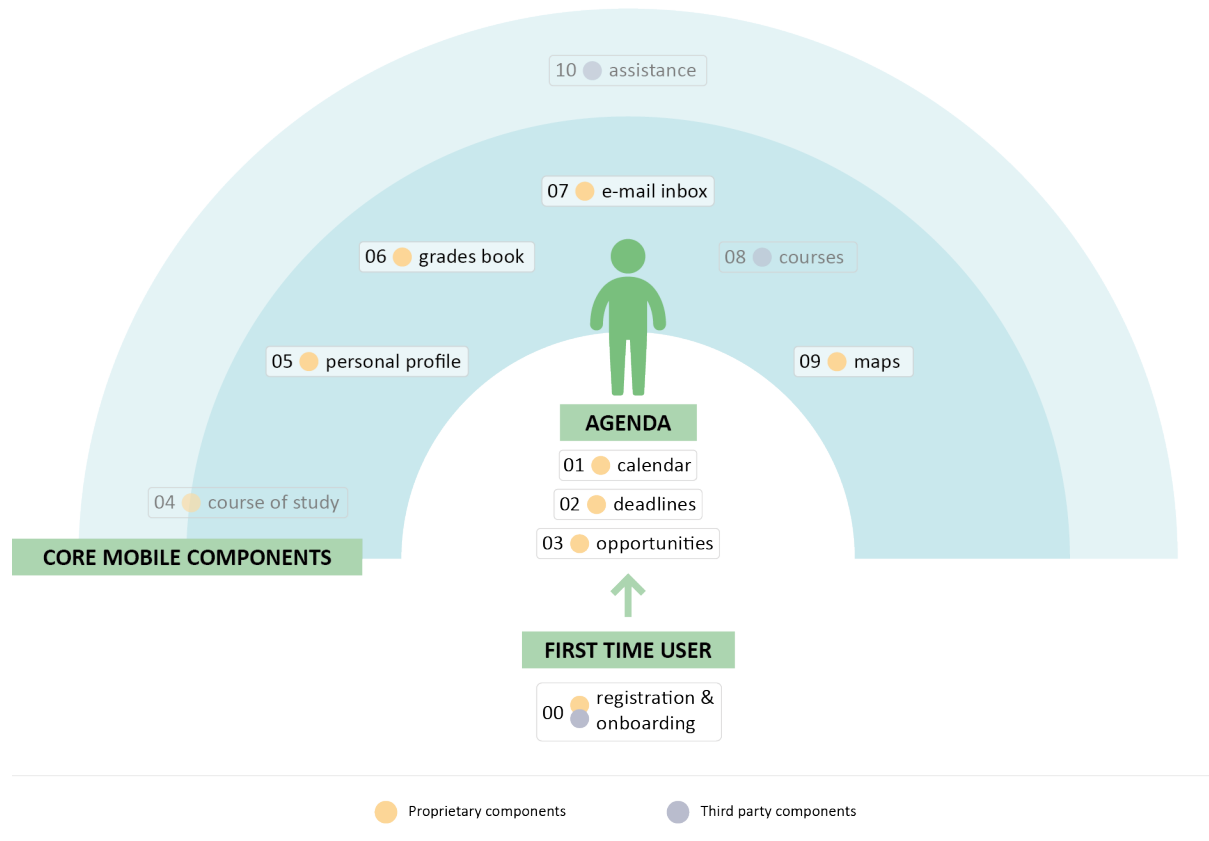 10 assistance
07 e-mail inbox
06 grades book
08 courses
05 personal profile
09 maps
AGENDA
01 calendar
02 deadlines
03 opportunities
04 course of study
CORE MOBILE COMPONENTS
FIRST TIME USER
00 registration &
onboarding
Proprietary components
Third party components